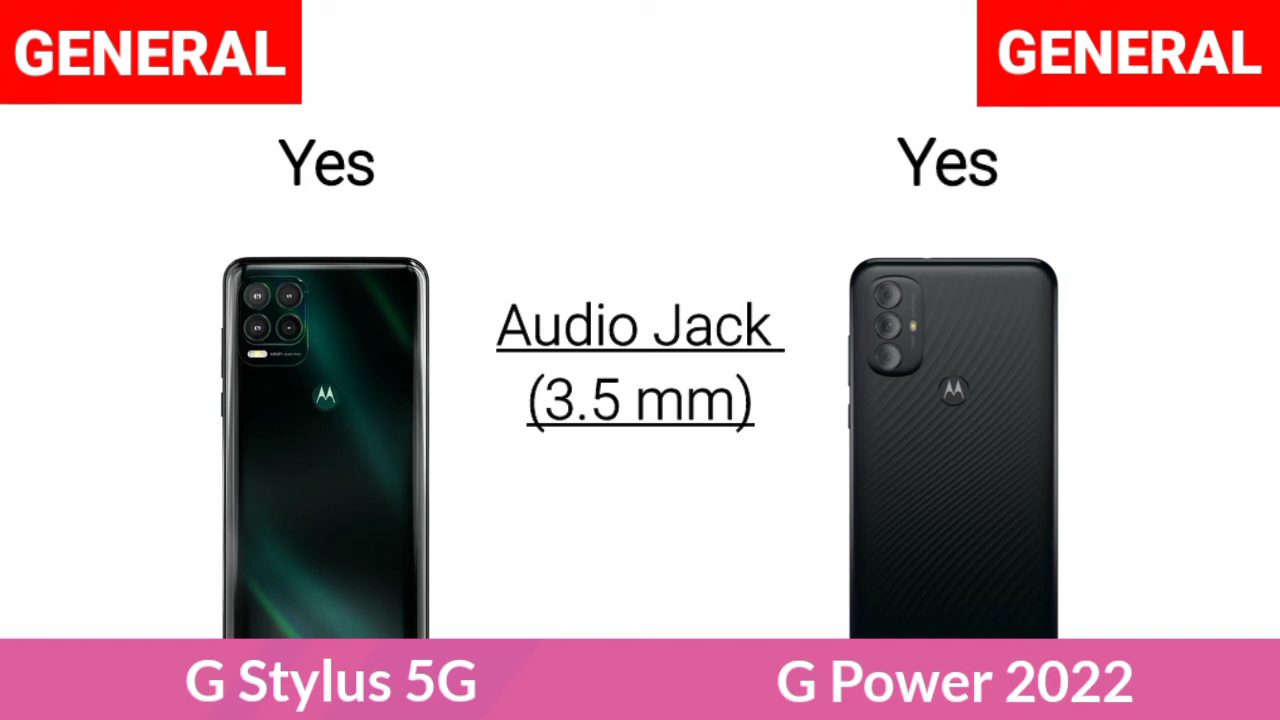 GENERAL
GENERAL
Yes
Yes
Audio Jack
(3.5 mm)
G Stylus 5G
G Power 2022